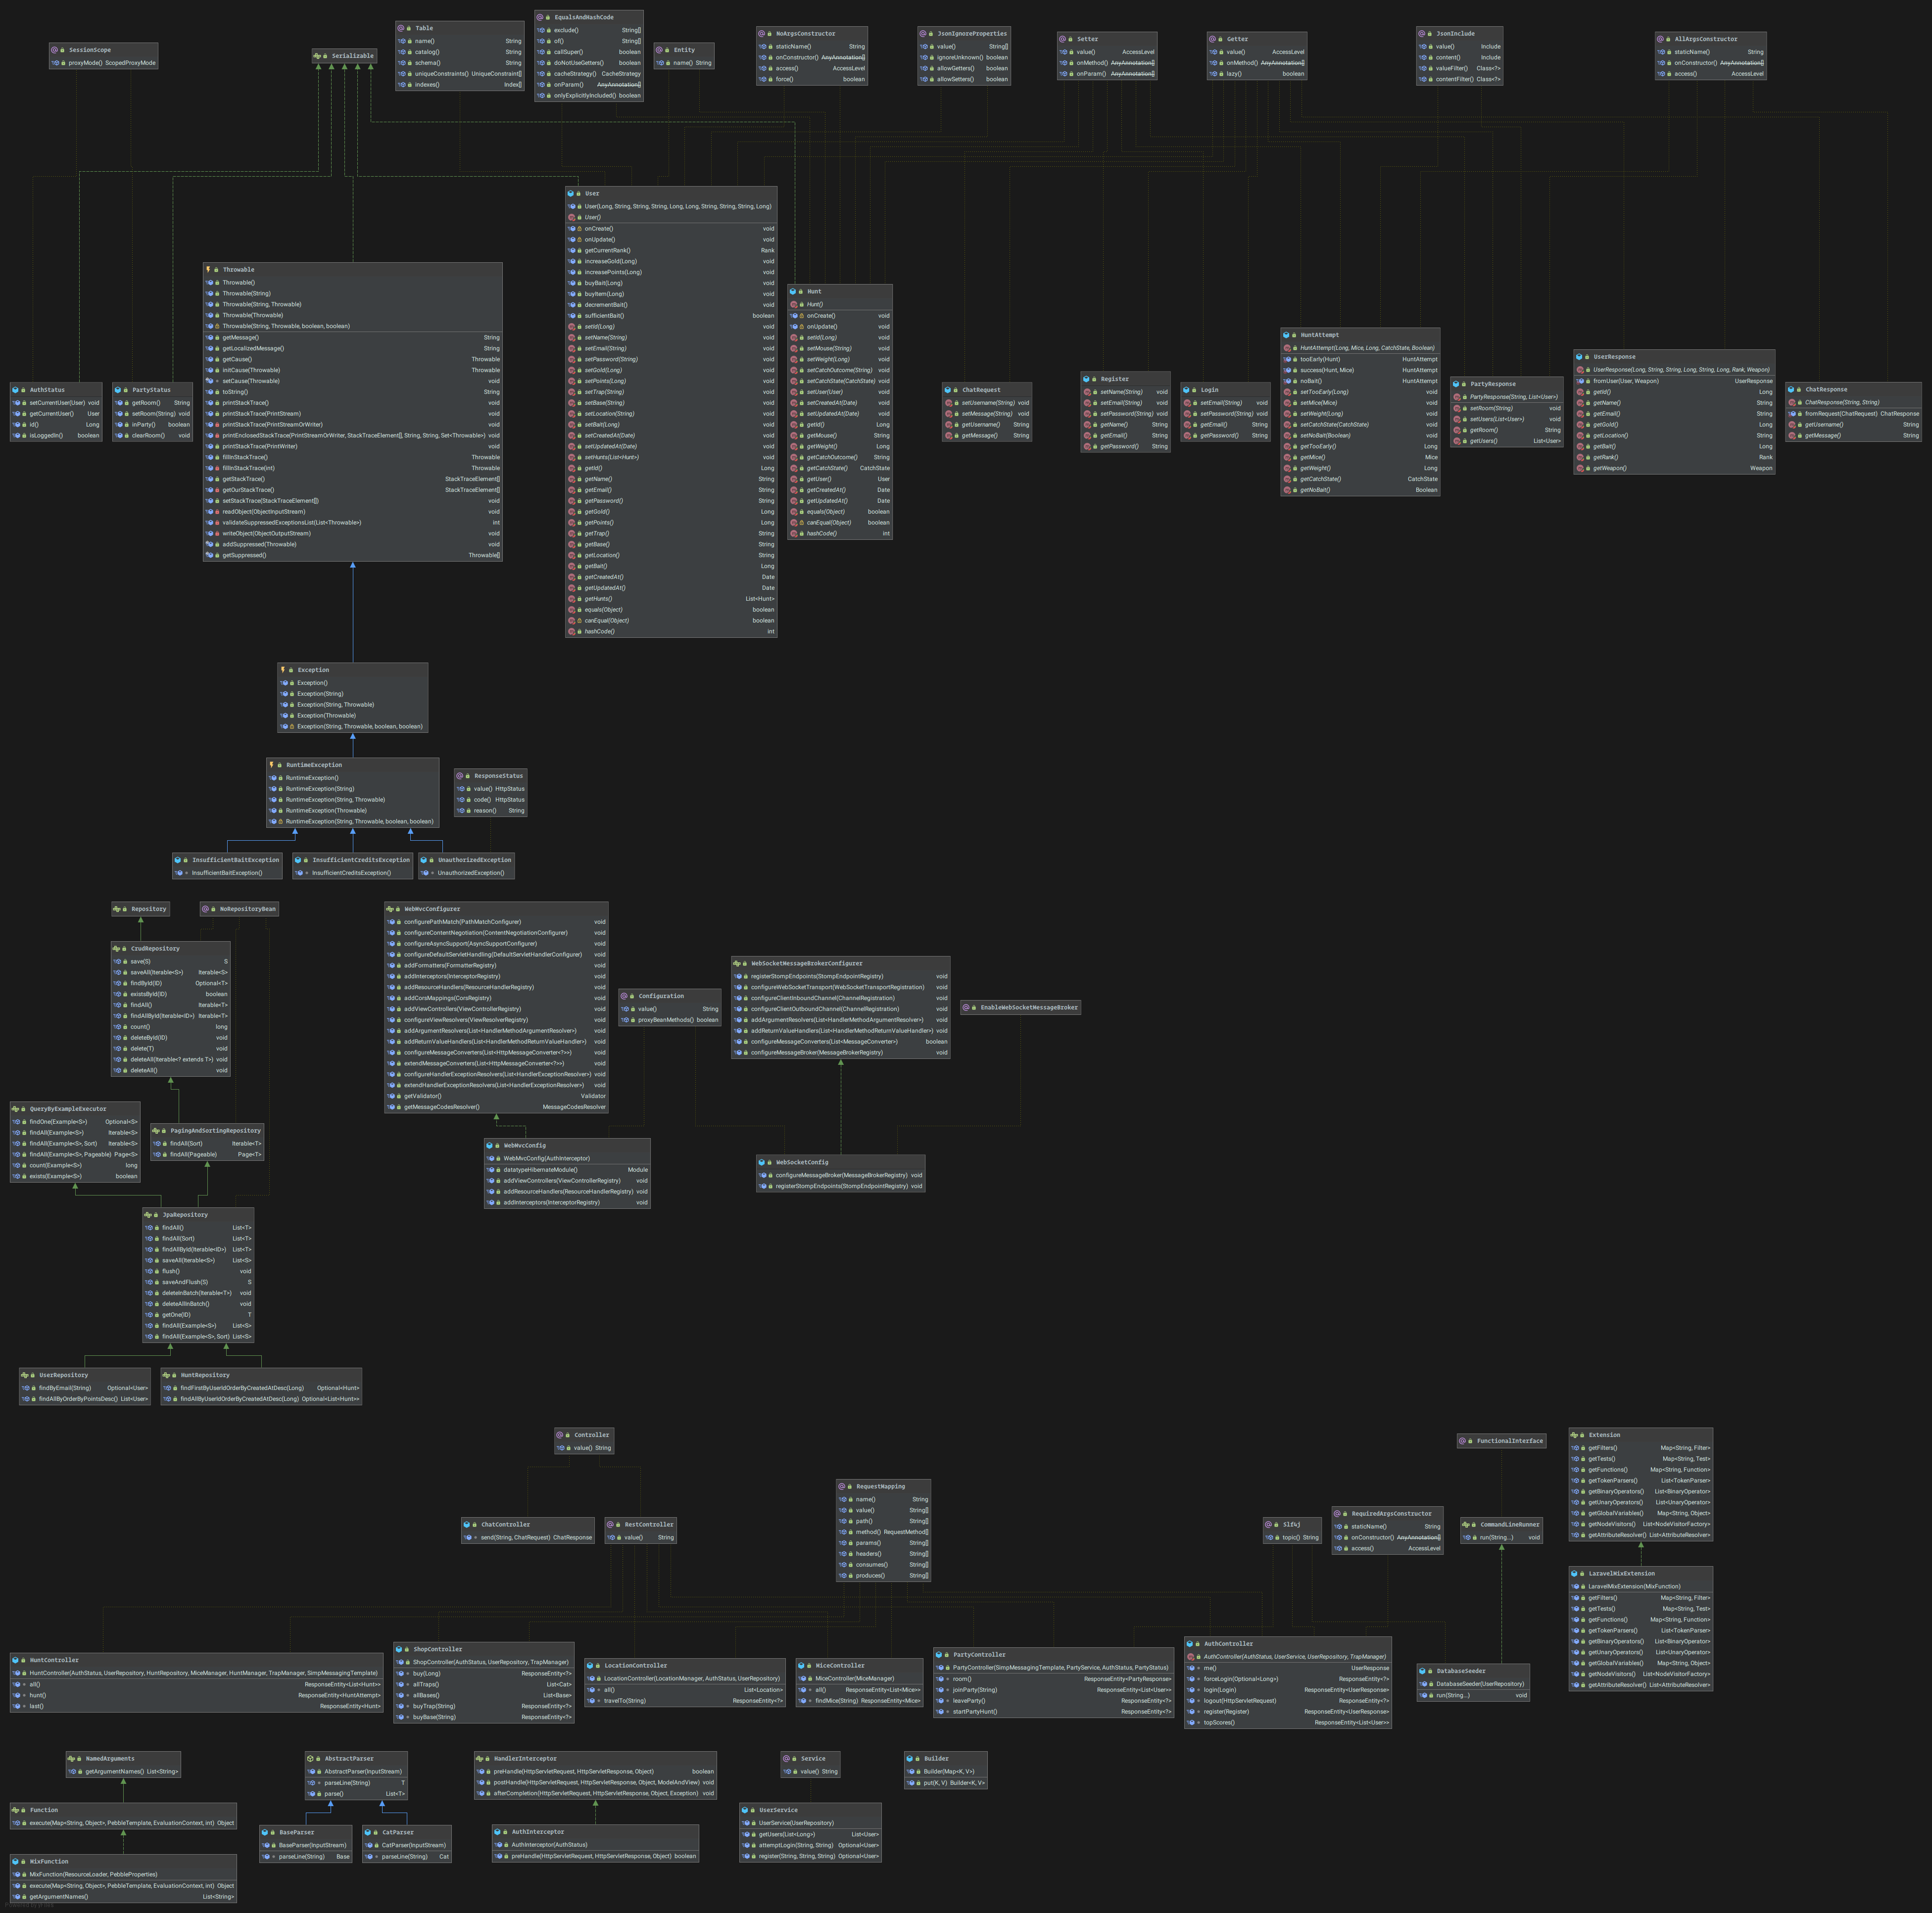 SessionScope
proxyMode() ScopedProxyMode
Serializable
Table
name() String
catalog() String
schema() String
uniqueConstraints() UniqueConstraint[]
indexes() Index[]
EqualsAndHashCode
exclude() String[]
of() String[]
callSuper() boolean
doNotUseGetters() boolean
cacheStrategy() CacheStrategy
onParam() AnyAnnotation[]
onlyExplicitlyIncluded() boolean
Entity
name() String
NoArgsConstructor
staticName() String
onConstructor() AnyAnnotation[]
access() AccessLevel
force() boolean
JsonIgnoreProperties
value() String[]
ignoreUnknown() boolean
allowGetters() boolean
allowSetters() boolean
Setter
value() AccessLevel
onMethod() AnyAnnotation[]
onParam() AnyAnnotation[]
Getter
value() AccessLevel
onMethod() AnyAnnotation[]
lazy() boolean
JsonInclude
value() Include
content() Include
valueFilter() Class<?>
contentFilter() Class<?>
AllArgsConstructor
staticName() String
onConstructor() AnyAnnotation[]
access() AccessLevel
User
User(Long, String, String, String, Long, Long, String, String, String, Long)
User()
onCreate() void
onUpdate() void
getCurrentRank() Rank
increaseGold(Long) void
increasePoints(Long) void
buyBait(Long) void
buyItem(Long) void
decrementBait() void
sufficientBait() boolean
setId(Long) void
setName(String) void
setEmail(String) void
setPassword(String) void
setGold(Long) void
setPoints(Long) void
setTrap(String) void
setBase(String) void
setLocation(String) void
setBait(Long) void
setCreatedAt(Date) void
setUpdatedAt(Date) void
setHunts(List<Hunt>) void
getId() Long
getName() String
getEmail() String
getPassword() String
getGold() Long
getPoints() Long
getTrap() String
getBase() String
getLocation() String
getBait() Long
getCreatedAt() Date
getUpdatedAt() Date
getHunts() List<Hunt>
equals(Object) boolean
canEqual(Object) boolean
hashCode() int
Throwable
Throwable()
Throwable(String)
Throwable(String, Throwable)
Throwable(Throwable)
Throwable(String, Throwable, boolean, boolean)
getMessage() String
getLocalizedMessage() String
getCause() Throwable
initCause(Throwable) Throwable
setCause(Throwable) void
toString() String
printStackTrace() void
printStackTrace(PrintStream) void
printStackTrace(PrintStreamOrWriter) void
printEnclosedStackTrace(PrintStreamOrWriter, StackTraceElement[], String, String, Set<Throwable>) void
printStackTrace(PrintWriter) void
fillInStackTrace() Throwable
fillInStackTrace(int) Throwable
getStackTrace() StackTraceElement[]
getOurStackTrace() StackTraceElement[]
setStackTrace(StackTraceElement[]) void
readObject(ObjectInputStream) void
validateSuppressedExceptionsList(List<Throwable>) int
writeObject(ObjectOutputStream) void
addSuppressed(Throwable) void
getSuppressed() Throwable[]
Hunt
Hunt()
onCreate() void
onUpdate() void
setId(Long) void
setMouse(String) void
setWeight(Long) void
setCatchOutcome(String) void
setCatchState(CatchState) void
setUser(User) void
setCreatedAt(Date) void
setUpdatedAt(Date) void
getId() Long
getMouse() String
getWeight() Long
getCatchOutcome() String
getCatchState() CatchState
getUser() User
getCreatedAt() Date
getUpdatedAt() Date
equals(Object) boolean
canEqual(Object) boolean
hashCode() int
AuthStatus
setCurrentUser(User) void
getCurrentUser() User
id() Long
isLoggedIn() boolean
PartyStatus
getRoom() String
setRoom(String) void
inParty() boolean
clearRoom() void
ChatRequest
setUsername(String) void
setMessage(String) void
getUsername() String
getMessage() String
Register
setName(String) void
setEmail(String) void
setPassword(String) void
getName() String
getEmail() String
getPassword() String
Login
setEmail(String) void
setPassword(String) void
getEmail() String
getPassword() String
HuntAttempt
HuntAttempt(Long, Mice, Long, CatchState, Boolean)
tooEarly(Hunt) HuntAttempt
success(Hunt, Mice) HuntAttempt
noBait() HuntAttempt
setTooEarly(Long) void
setMice(Mice) void
setWeight(Long) void
setCatchState(CatchState) void
setNoBait(Boolean) void
getTooEarly() Long
getMice() Mice
getWeight() Long
getCatchState() CatchState
getNoBait() Boolean
PartyResponse
PartyResponse(String, List<User>)
setRoom(String) void
setUsers(List<User>) void
getRoom() String
getUsers() List<User>
UserResponse
UserResponse(Long, String, String, Long, String, Long, Rank, Weapon)
fromUser(User, Weapon) UserResponse
getId() Long
getName() String
getEmail() String
getGold() Long
getLocation() String
getBait() Long
getRank() Rank
getWeapon() Weapon
ChatResponse
ChatResponse(String, String)
fromRequest(ChatRequest) ChatResponse
getUsername() String
getMessage() String
Exception
Exception()
Exception(String)
Exception(String, Throwable)
Exception(Throwable)
Exception(String, Throwable, boolean, boolean)
RuntimeException
RuntimeException()
RuntimeException(String)
RuntimeException(String, Throwable)
RuntimeException(Throwable)
RuntimeException(String, Throwable, boolean, boolean)
ResponseStatus
value() HttpStatus
code() HttpStatus
reason() String
InsufficientBaitException
InsufficientBaitException()
InsufficientCreditsException
InsufficientCreditsException()
UnauthorizedException
UnauthorizedException()
Repository
NoRepositoryBean
CrudRepository
save(S) S
saveAll(Iterable<S>) Iterable<S>
findById(ID) Optional<T>
existsById(ID) boolean
findAll() Iterable<T>
findAllById(Iterable<ID>) Iterable<T>
count() long
deleteById(ID) void
delete(T) void
deleteAll(Iterable<? extends T>) void
deleteAll() void
QueryByExampleExecutor
findOne(Example<S>) Optional<S>
findAll(Example<S>) Iterable<S>
findAll(Example<S>, Sort) Iterable<S>
findAll(Example<S>, Pageable) Page<S>
count(Example<S>) long
exists(Example<S>) boolean
PagingAndSortingRepository
findAll(Sort) Iterable<T>
findAll(Pageable) Page<T>
JpaRepository
findAll() List<T>
findAll(Sort) List<T>
findAllById(Iterable<ID>) List<T>
saveAll(Iterable<S>) List<S>
flush() void
saveAndFlush(S) S
deleteInBatch(Iterable<T>) void
deleteAllInBatch() void
getOne(ID) T
findAll(Example<S>) List<S>
findAll(Example<S>, Sort) List<S>
UserRepository
findByEmail(String) Optional<User>
findAllByOrderByPointsDesc() List<User>
HuntRepository
findFirstByUserIdOrderByCreatedAtDesc(Long) Optional<Hunt>
findAllByUserIdOrderByCreatedAtDesc(Long) Optional<List<Hunt>>
WebMvcConfigurer
configurePathMatch(PathMatchConfigurer) void
configureContentNegotiation(ContentNegotiationConfigurer) void
configureAsyncSupport(AsyncSupportConfigurer) void
configureDefaultServletHandling(DefaultServletHandlerConfigurer) void
addFormatters(FormatterRegistry) void
addInterceptors(InterceptorRegistry) void
addResourceHandlers(ResourceHandlerRegistry) void
addCorsMappings(CorsRegistry) void
addViewControllers(ViewControllerRegistry) void
configureViewResolvers(ViewResolverRegistry) void
addArgumentResolvers(List<HandlerMethodArgumentResolver>) void
addReturnValueHandlers(List<HandlerMethodReturnValueHandler>) void
configureMessageConverters(List<HttpMessageConverter<?>>) void
extendMessageConverters(List<HttpMessageConverter<?>>) void
configureHandlerExceptionResolvers(List<HandlerExceptionResolver>) void
extendHandlerExceptionResolvers(List<HandlerExceptionResolver>) void
getValidator() Validator
getMessageCodesResolver() MessageCodesResolver
Configuration
value() String
proxyBeanMethods() boolean
WebMvcConfig
WebMvcConfig(AuthInterceptor)
datatypeHibernateModule() Module
addViewControllers(ViewControllerRegistry) void
addResourceHandlers(ResourceHandlerRegistry) void
addInterceptors(InterceptorRegistry) void
WebSocketMessageBrokerConfigurer
registerStompEndpoints(StompEndpointRegistry) void
configureWebSocketTransport(WebSocketTransportRegistration) void
configureClientInboundChannel(ChannelRegistration) void
configureClientOutboundChannel(ChannelRegistration) void
addArgumentResolvers(List<HandlerMethodArgumentResolver>) void
addReturnValueHandlers(List<HandlerMethodReturnValueHandler>) void
configureMessageConverters(List<MessageConverter>) boolean
configureMessageBroker(MessageBrokerRegistry) void
EnableWebSocketMessageBroker
WebSocketConfig
configureMessageBroker(MessageBrokerRegistry) void
registerStompEndpoints(StompEndpointRegistry) void
Controller
value() String
ChatController
send(String, ChatRequest) ChatResponse
RestController
value() String
RequestMapping
name() String
value() String[]
path() String[]
method() RequestMethod[]
params() String[]
headers() String[]
consumes() String[]
produces() String[]
Slf4j
topic() String
RequiredArgsConstructor
staticName() String
onConstructor() AnyAnnotation[]
access() AccessLevel
FunctionalInterface
CommandLineRunner
run(String...) void
Extension
getFilters() Map<String, Filter>
getTests() Map<String, Test>
getFunctions() Map<String, Function>
getTokenParsers() List<TokenParser>
getBinaryOperators() List<BinaryOperator>
getUnaryOperators() List<UnaryOperator>
getGlobalVariables() Map<String, Object>
getNodeVisitors() List<NodeVisitorFactory>
getAttributeResolver() List<AttributeResolver>
LaravelMixExtension
LaravelMixExtension(MixFunction)
getFilters() Map<String, Filter>
getTests() Map<String, Test>
getFunctions() Map<String, Function>
getTokenParsers() List<TokenParser>
getBinaryOperators() List<BinaryOperator>
getUnaryOperators() List<UnaryOperator>
getGlobalVariables() Map<String, Object>
getNodeVisitors() List<NodeVisitorFactory>
getAttributeResolver() List<AttributeResolver>
HuntController
HuntController(AuthStatus, UserRepository, HuntRepository, MiceManager, HuntManager, TrapManager, SimpMessagingTemplate)
all() ResponseEntity<List<Hunt>>
hunt() ResponseEntity<HuntAttempt>
last() ResponseEntity<Hunt>
ShopController
ShopController(AuthStatus, UserRepository, TrapManager)
buy(Long) ResponseEntity<?>
allTraps() List<Cat>
allBases() List<Base>
buyTrap(String) ResponseEntity<?>
buyBase(String) ResponseEntity<?>
LocationController
LocationController(LocationManager, AuthStatus, UserRepository)
all() List<Location>
travelTo(String) ResponseEntity<?>
MiceController
MiceController(MiceManager)
all() ResponseEntity<List<Mice>>
findMice(String) ResponseEntity<Mice>
PartyController
PartyController(SimpMessagingTemplate, PartyService, AuthStatus, PartyStatus)
room() ResponseEntity<PartyResponse>
joinParty(String) ResponseEntity<List<User>>
leaveParty() ResponseEntity<?>
startPartyHunt() ResponseEntity<?>
AuthController
AuthController(AuthStatus, UserService, UserRepository, TrapManager)
me() UserResponse
forceLogin(Optional<Long>) ResponseEntity<?>
login(Login) ResponseEntity<UserResponse>
logout(HttpServletRequest) ResponseEntity<?>
register(Register) ResponseEntity<UserResponse>
topScores() ResponseEntity<List<User>>
DatabaseSeeder
DatabaseSeeder(UserRepository)
run(String...) void
NamedArguments
getArgumentNames() List<String>
Function
execute(Map<String, Object>, PebbleTemplate, EvaluationContext, int) Object
MixFunction
MixFunction(ResourceLoader, PebbleProperties)
execute(Map<String, Object>, PebbleTemplate, EvaluationContext, int) Object
getArgumentNames() List<String>
AbstractParser
AbstractParser(InputStream)
parseLine(String) T
parse() List<T>
BaseParser
BaseParser(InputStream)
parseLine(String) Base
CatParser
CatParser(InputStream)
parseLine(String) Cat
HandlerInterceptor
preHandle(HttpServletRequest, HttpServletResponse, Object) boolean
postHandle(HttpServletRequest, HttpServletResponse, Object, ModelAndView) void
afterCompletion(HttpServletRequest, HttpServletResponse, Object, Exception) void
AuthInterceptor
AuthInterceptor(AuthStatus)
preHandle(HttpServletRequest, HttpServletResponse, Object) boolean
Service
value() String
UserService
UserService(UserRepository)
getUsers(List<Long>) List<User>
attemptLogin(String, String) Optional<User>
register(String, String, String) Optional<User>
Builder
Builder(Map<K, V>)
put(K, V) Builder<K, V>
Powered by yFiles